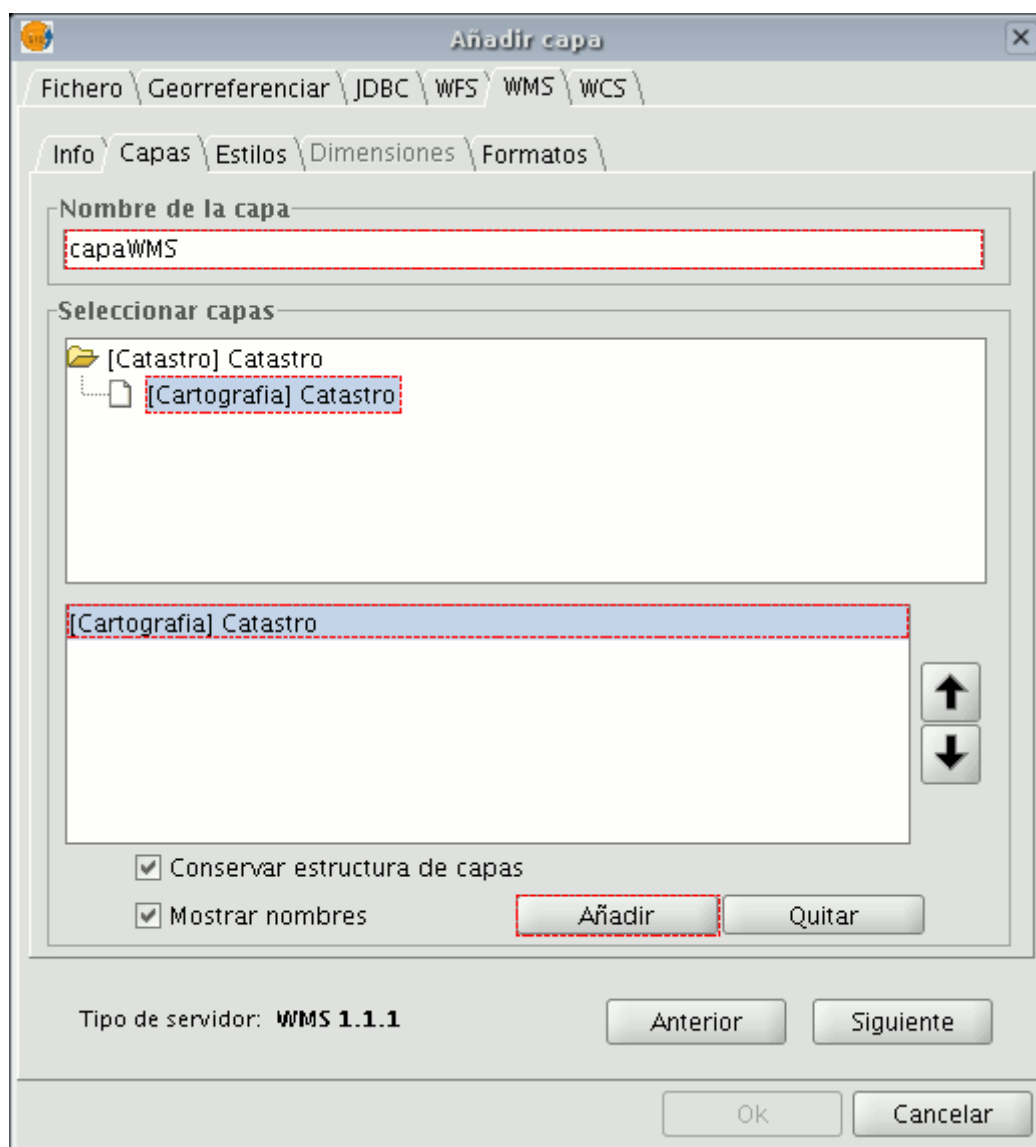 Añadir capa
Fichero Georreferenciar JDBC WFS WMS WCS
Info Capas Estilos Dimensiones Formatos
Nombre de la capa
capaWMS
Seleccionar capas
[Catastro] Catastro
[Cartografia] Catastro
[Cartografia] Catastro
Conservar estructura de capas
Mostrar nombres Añadir Quitar
Tipo de servidor: WMS 1.1.1 Anterior Siguiente
Ok Cancelar